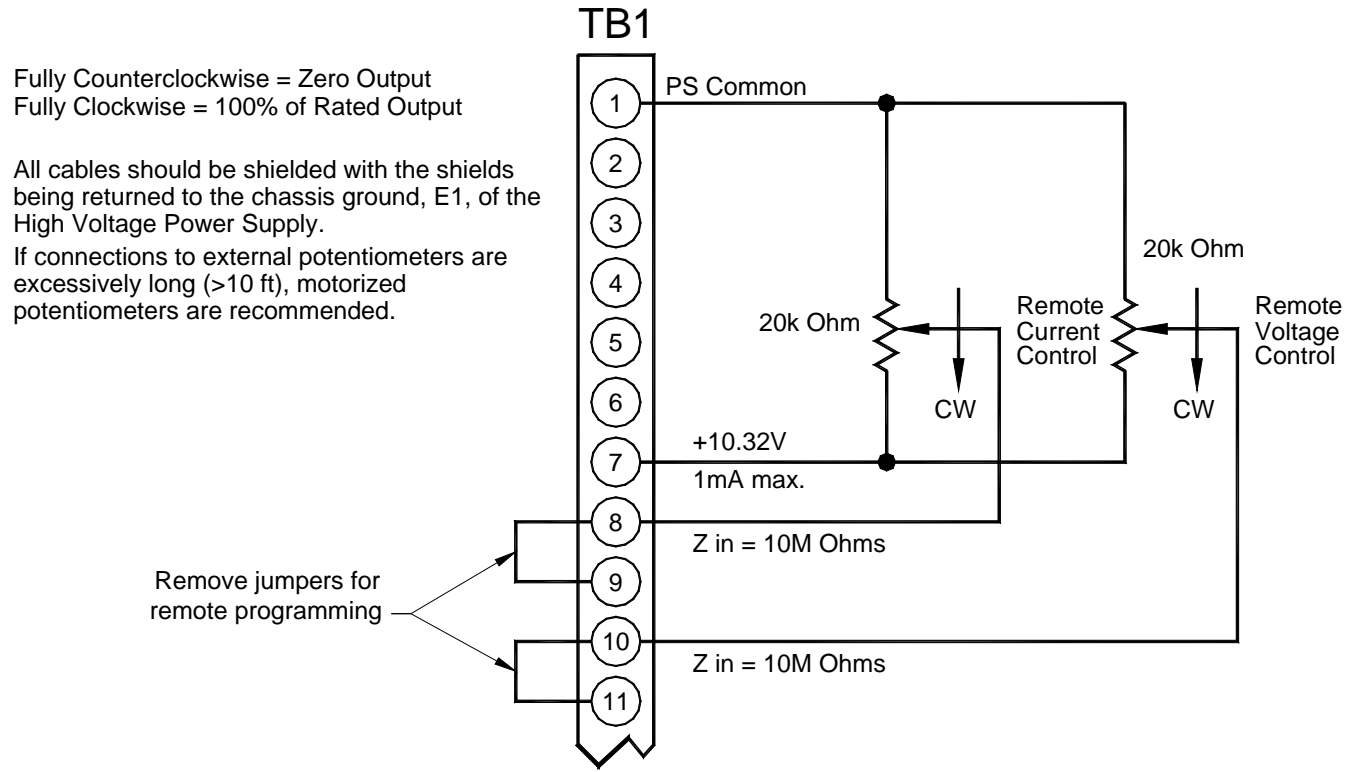 TB1
Fully Counterclockwise = Zero Output
Fully Clockwise = 100% of Rated Output
All cables should be shielded with the shields
being returned to the chassis ground, E1, of the
High Voltage Power Supply.
If connections to external potentiometers are
excessively long (>10 ft), motorized
potentiometers are recommended.
1
PS Common
2
3
4
5
6
7
8
9
10
11
20k Ohm
Remote
Current
Control
CW
20k Ohm
Remote
Voltage
Control
CW
+10.32V
1mA max.
Z in = 10M Ohms
Z in = 10M Ohms
Remove jumpers for
remote programming